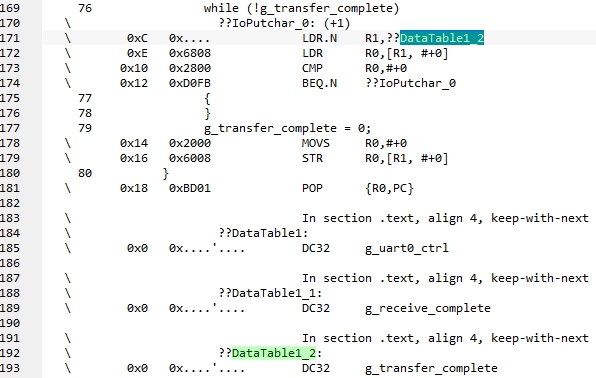 169 76 while (!g_transfer_complete)
170 \ ??IoPutchar_0: (+1)
171 \ 0xC 0x.... LDR.N R1,??DataTable1_2
172 \ 0xE 0x6808 LDR R0,[R1, #+0]
173 \ 0x10 0x2800 CMP R0,#+0
174 \ 0x12 0xD0FB BEQ.N ??IoPutchar_0
175 77 {
176 78 }
177 79 g_transfer_complete = 0;
178 \ 0x14 0x2000 MOVS R0,#+0
179 \ 0x16 0x6008 STR R0,[R1, #+0]
180 80 }
181 \ 0x18 0xBD01 POP {R0,PC}
182
183 \ In section .text, align 4, keep-with-next
184 \ ??DataTable1:
185 \ 0x0 0x....'.... DC32 g_uart0_ctrl
186
187 \ In section .text, align 4, keep-with-next
188 \ ??DataTable1_1:
189 \ 0x0 0x....'.... DC32 g_receive_complete
190
191 \ In section .text, align 4, keep-with-next
192 \ ??DataTable1_2:
193 \ 0x0 0x....'.... DC32 g_transfer_complete